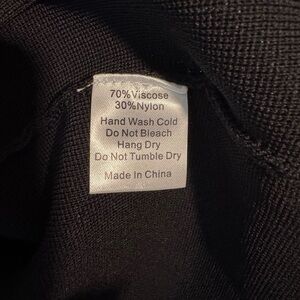 70%Viscose
30%Nylon
Hand Wash Cold
Do Not Bleach
Hang Dry
Do Not Tumble Dry
Made In China